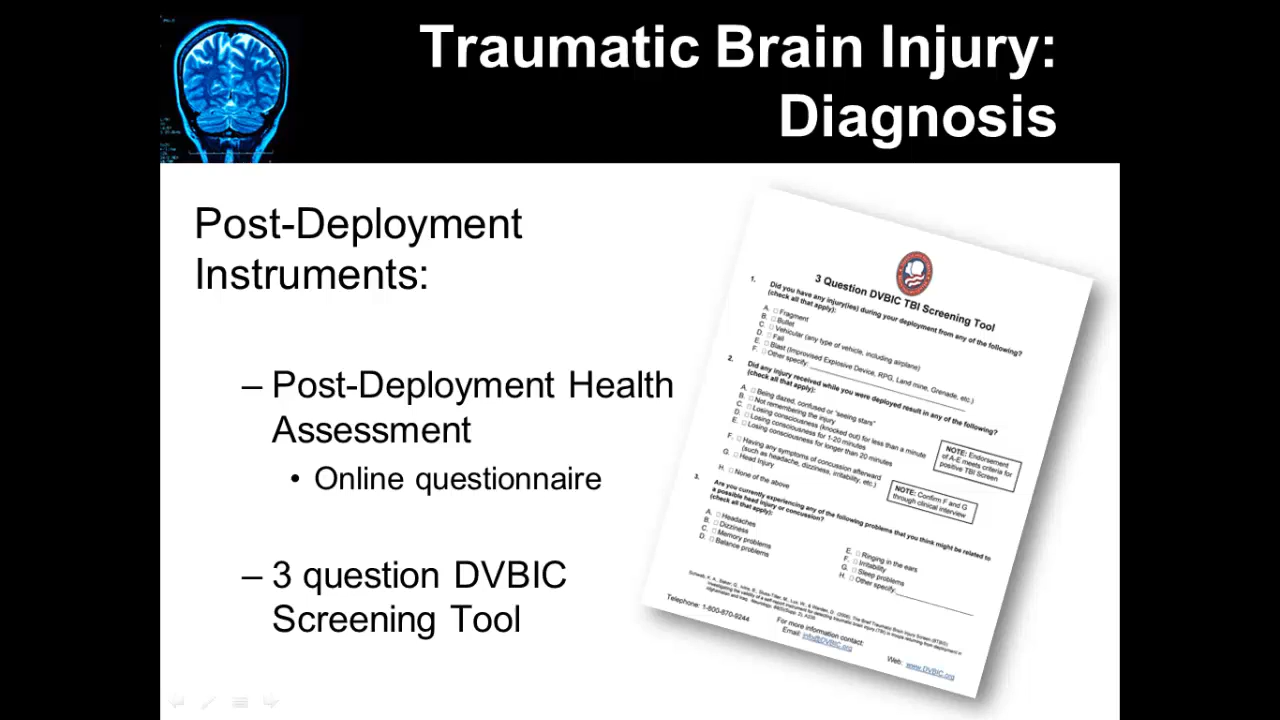 Traumatic Brain Injury:
Diagnosis
Post-Deployment
Instruments:
– Post-Deployment Health
Assessment
• Online questionnaire
– 3 question DVBIC
Screening Tool
3 Question DVBIC TBI Screening Tool
1. Did you have any injury(ies) during your deployment from any of the following?
(check all that apply):
A. □ Fragment
B. □ Bullet
C. □ Vehicular (any type of vehicle, including airplane)
D. □ Fall
E. □ Blast (Improvised Explosive Device, RPG, Land mine, Grenade, etc.)
F. □ Other specify:
2. Did any injury received while you were deployed result in any of the following?
(check all that apply):
A. □ Being dazed, confused or "seeing stars"
B. □ Not remembering the injury
C. □ Losing consciousness (knocked out) for less than a minute
D. □ Losing consciousness for 1-20 minutes
E. □ Losing consciousness for longer than 20 minutes
NOTE: Endorsement
of A-E meets criteria for
positive TBI Screen
F. □ Having any symptoms of concussion afterward
(such as headache, dizziness, irritability, etc.)
G. □ Head Injury
H. □ None of the above
NOTE: Confirm F and G
through clinical interview
3. Are you currently experiencing any of the following problems that you think might be related to
a possible head injury or concussion?
(check all that apply):
A. □ Headaches
B. □ Dizziness
C. □ Memory problems
D. □ Balance problems
E. □ Ringing in the ears
F. □ Irritability
G. □ Sleep problems
H. □ Other specify:
Telephone: 1-800-870-9244
For more information contact:
Email: info@DVBIC.org
Web: www.DVBIC.org